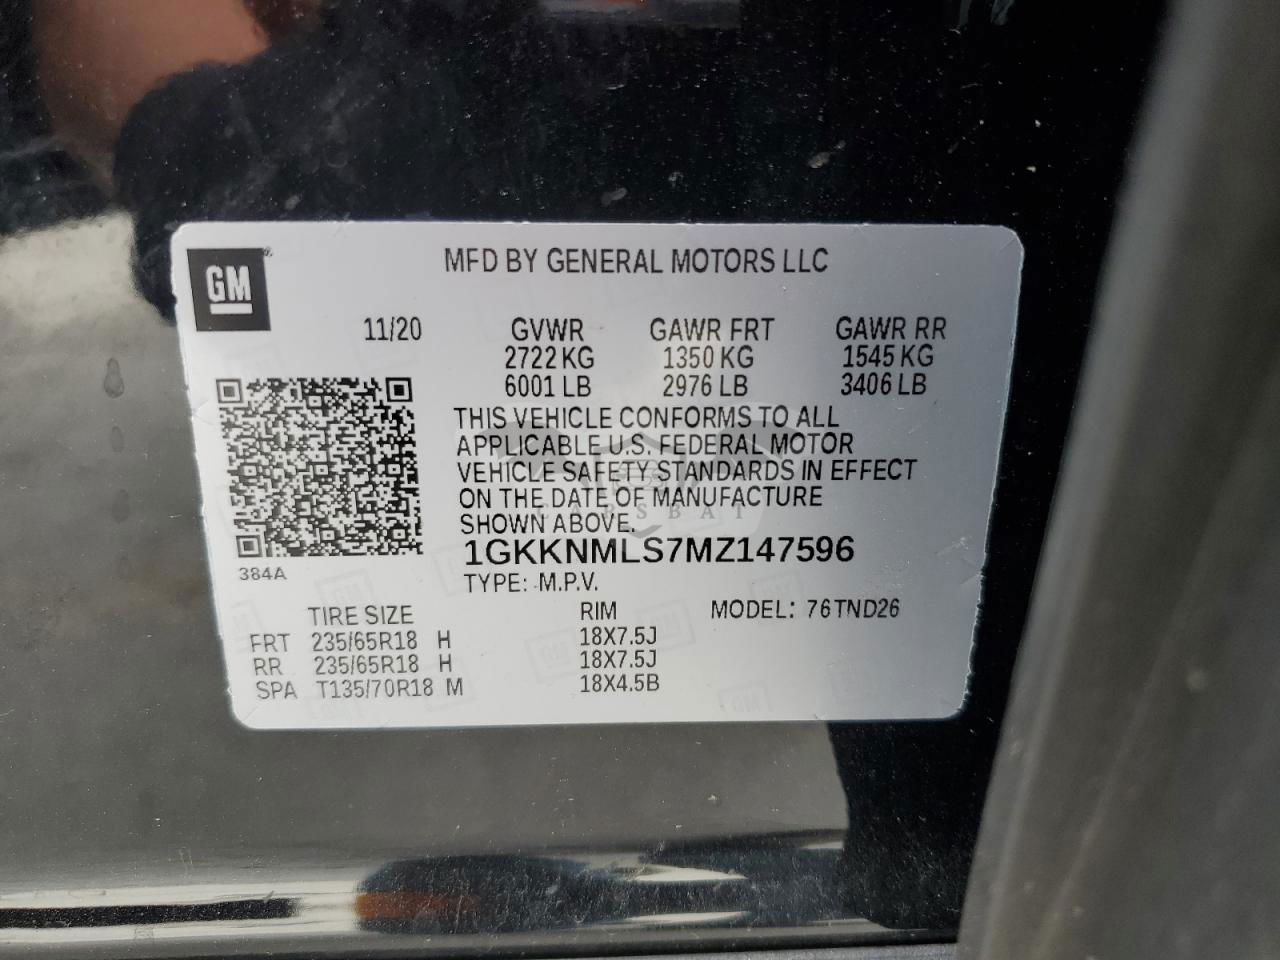 GM
MFD BY GENERAL MOTORS LLC
11/20 GVWR GAWR FRT GAWR RR
2722 KG 1350 KG 1545 KG
6001 LB 2976 LB 3406 LB
THIS VEHICLE CONFORMS TO ALL
APPLICABLE U.S. FEDERAL MOTOR
VEHICLE SAFETY STANDARDS IN EFFECT
ON THE DATE OF MANUFACTURE
CARSBAT
SHOWN ABOVE.
1GKKNMLS7MZ147596
384A
TYPE: M.P.V.
TIRE SIZE RIM MODEL: 76TND26
FRT 235/65R18 H 18X7.5J
RR 235/65R18 H 18X7.5J
SPA T135/70R18 M 18X4.5B